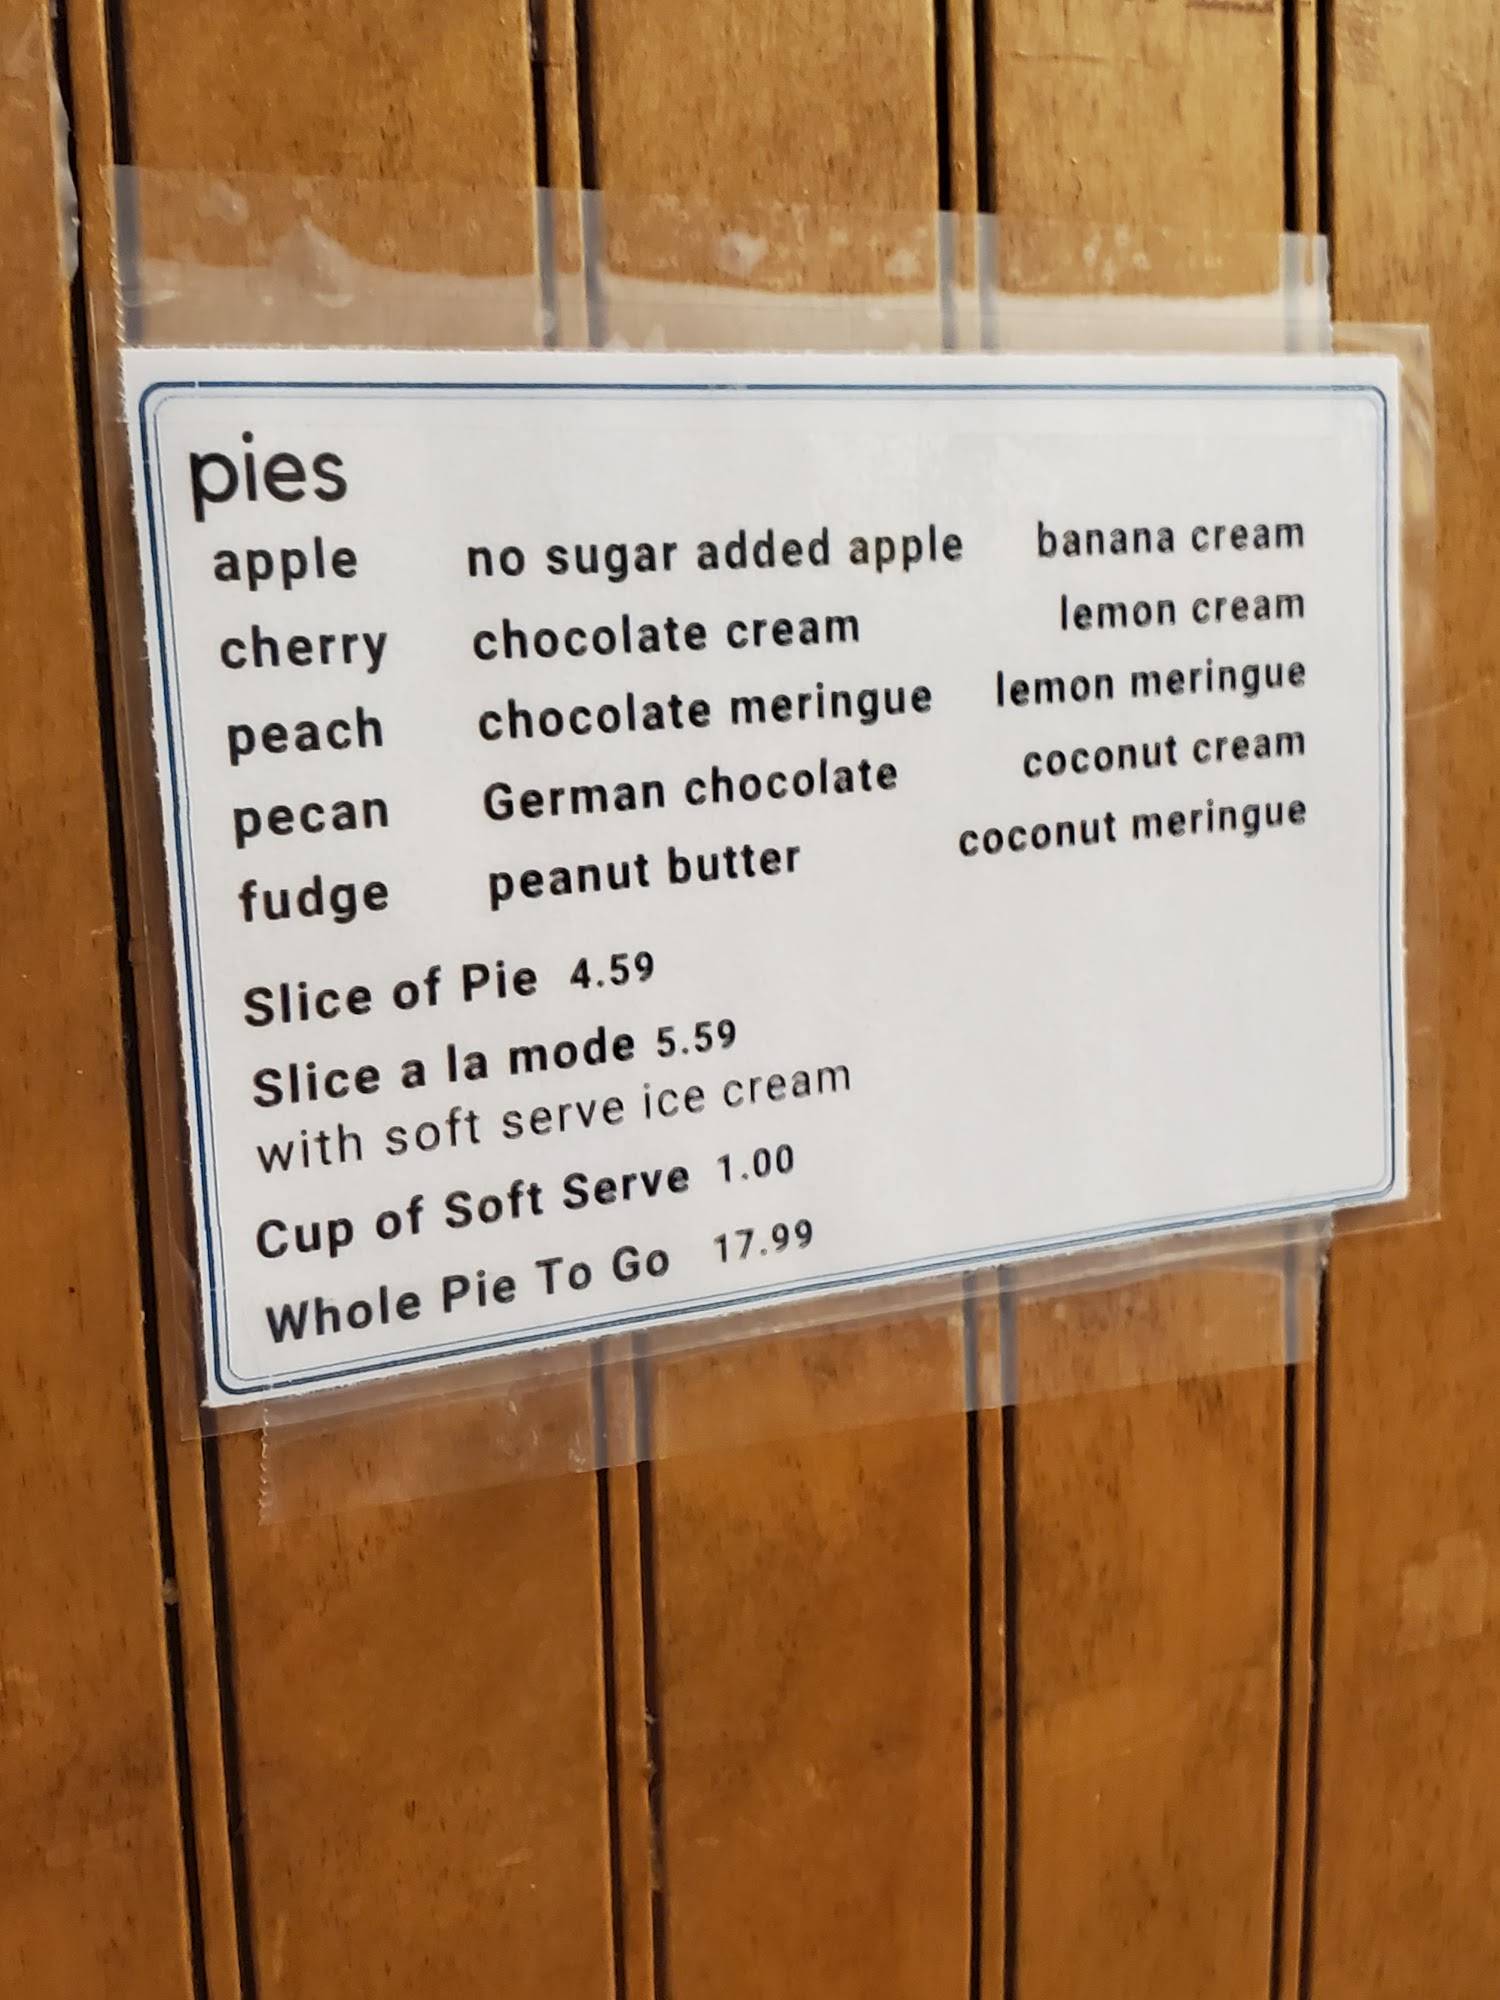 pies
apple no sugar added apple banana cream
cherry chocolate cream lemon cream
peach chocolate meringue lemon meringue
pecan German chocolate coconut cream
fudge peanut butter coconut meringue
Slice of Pie 4.59
Slice a la mode 5.59
with soft serve ice cream
Cup of Soft Serve 1.00
Whole Pie To Go 17.99